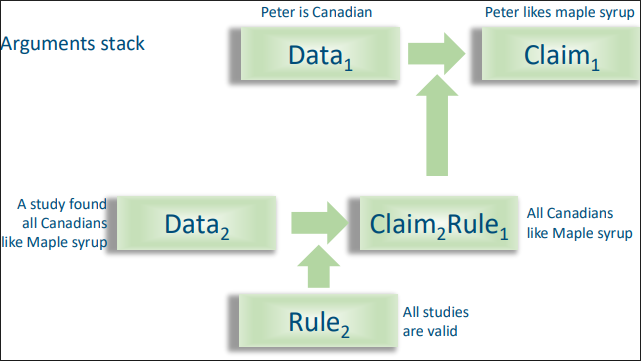 Peter is Canadian
Peter likes maple syrup
Arguments stack
Data₁
Claim₁
A study found
all Canadians
like Maple syrup
Data₂
Claim₂Rule₁
All Canadians
like Maple syrup
Rule₂
All studies
are valid